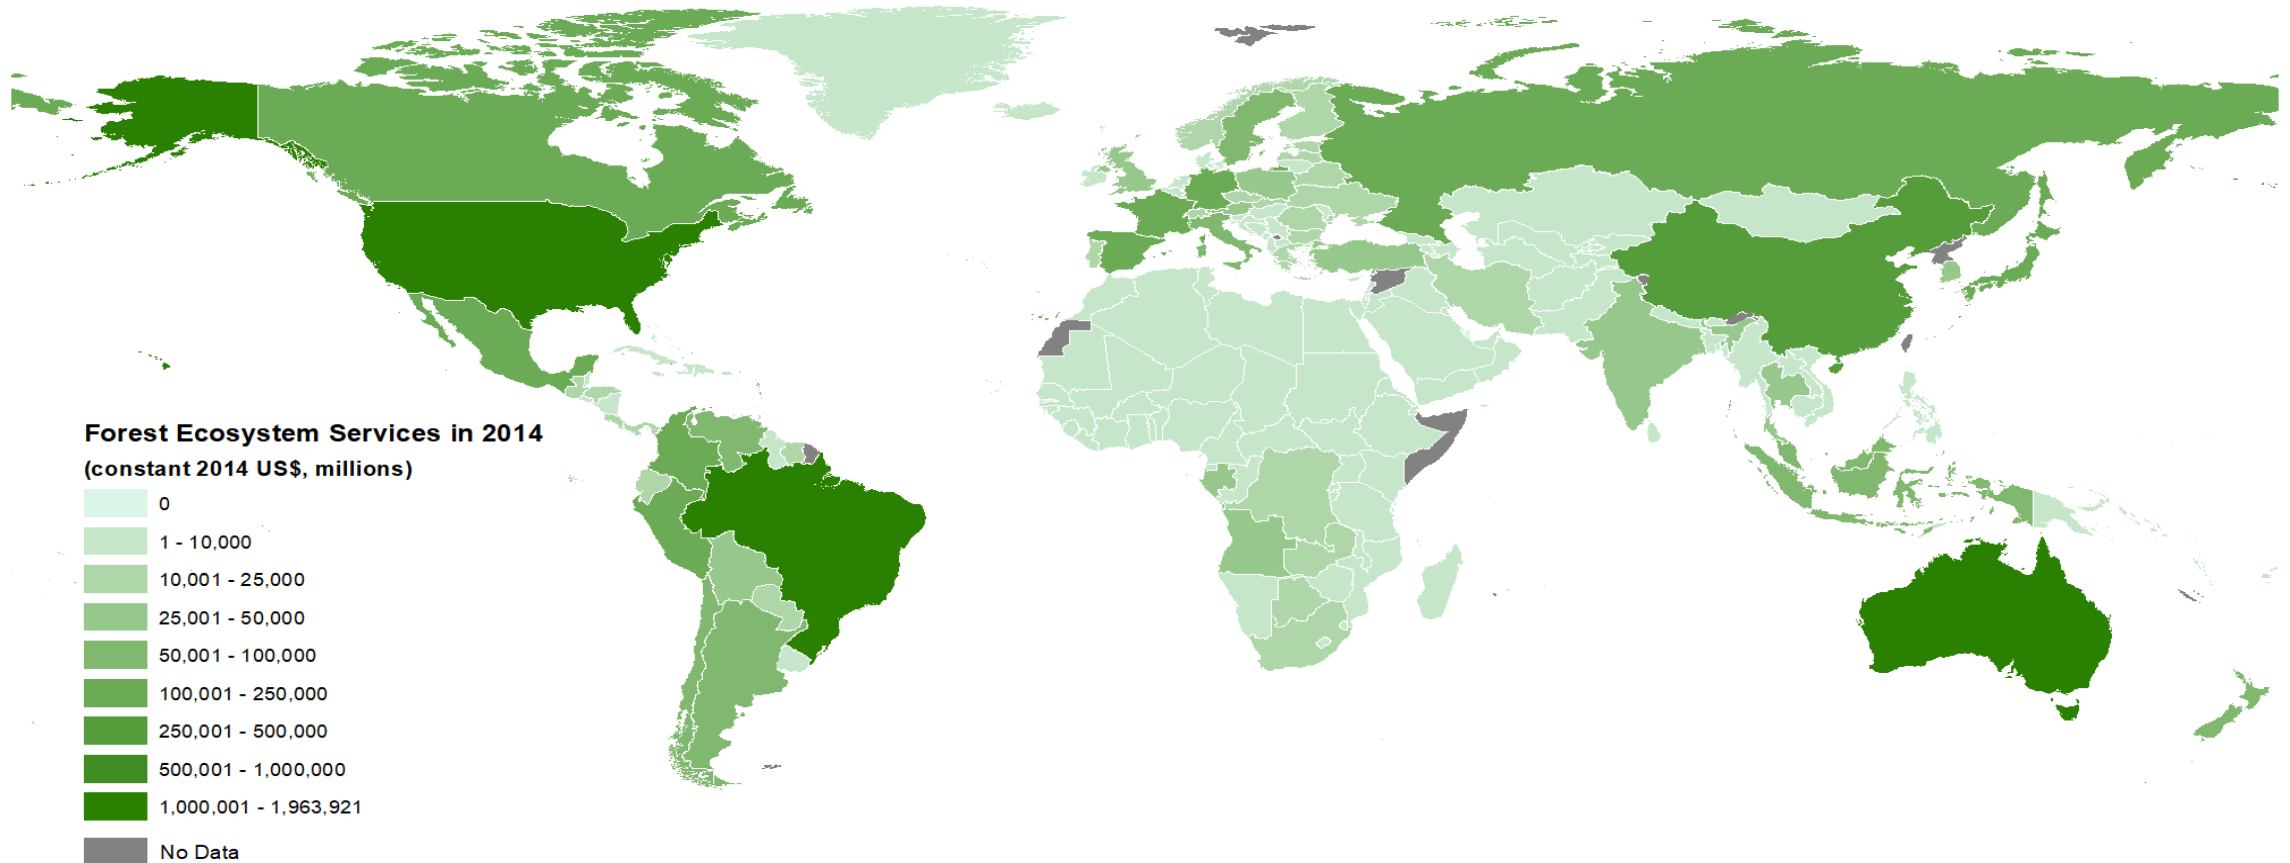 Forest Ecosystem Services in 2014
(constant 2014 US$, millions)
0
1 - 10,000
10,001 - 25,000
25,001 - 50,000
50,001 - 100,000
100,001 - 250,000
250,001 - 500,000
500,001 - 1,000,000
1,000,001 - 1,963,921
No Data